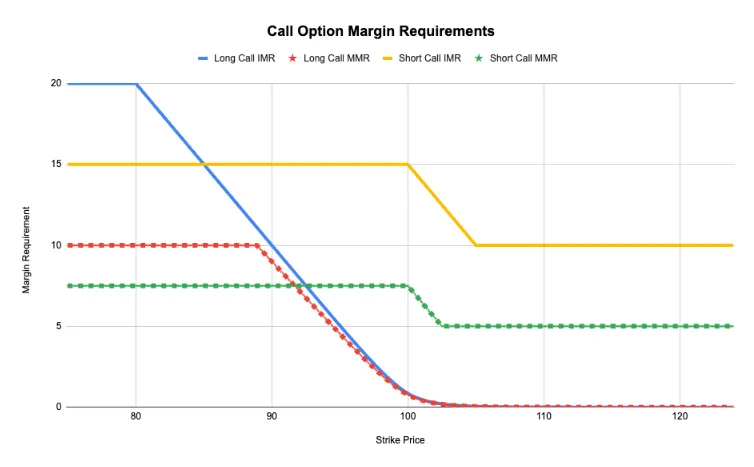 Call Option Margin Requirements
Long Call IMR Long Call MMR Short Call IMR Short Call MMR
20
15
10
5
0
Margin Requirement
80 90 100 110 120
Strike Price